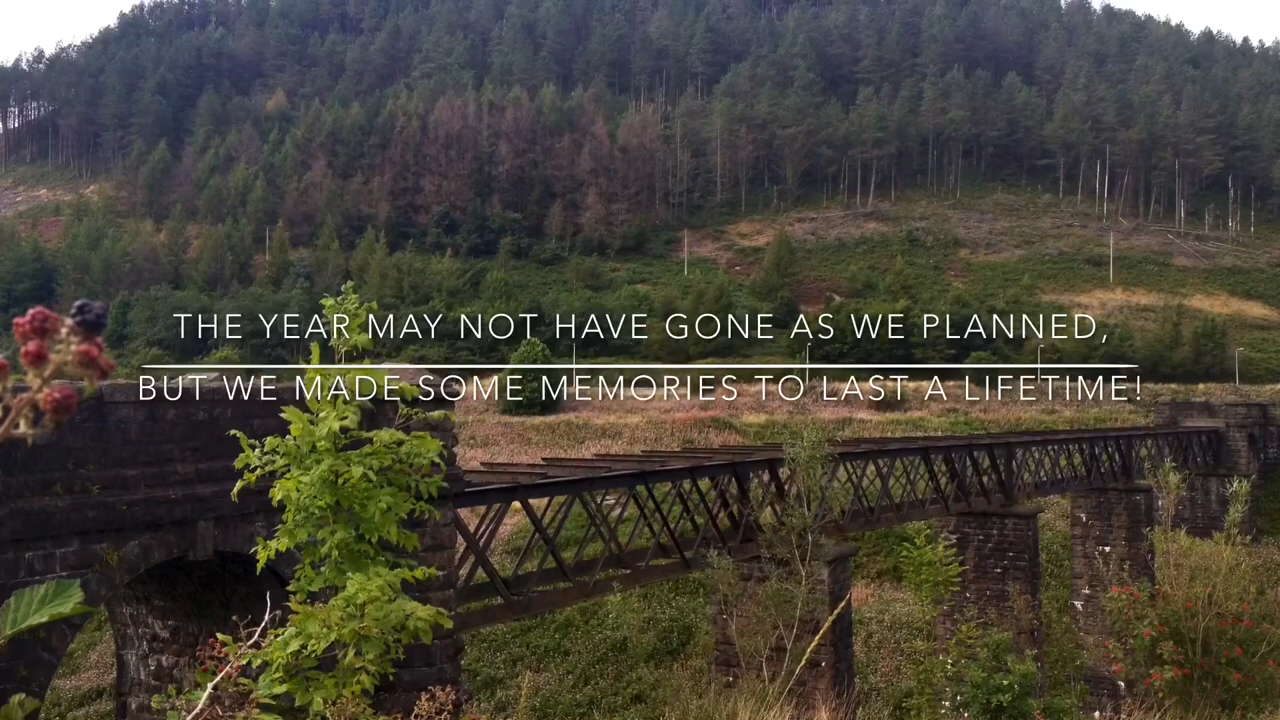 THE YEAR MAY NOT HAVE GONE AS WE PLANNED,
BUT WE MADE SOME MEMORIES TO LAST A LIFETIME!